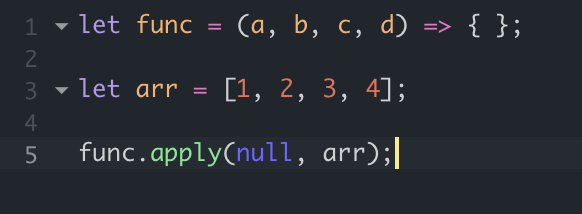 1 let func = (a, b, c, d) => { };
2
3 let arr = [1, 2, 3, 4];
4
5 func.apply(null, arr);